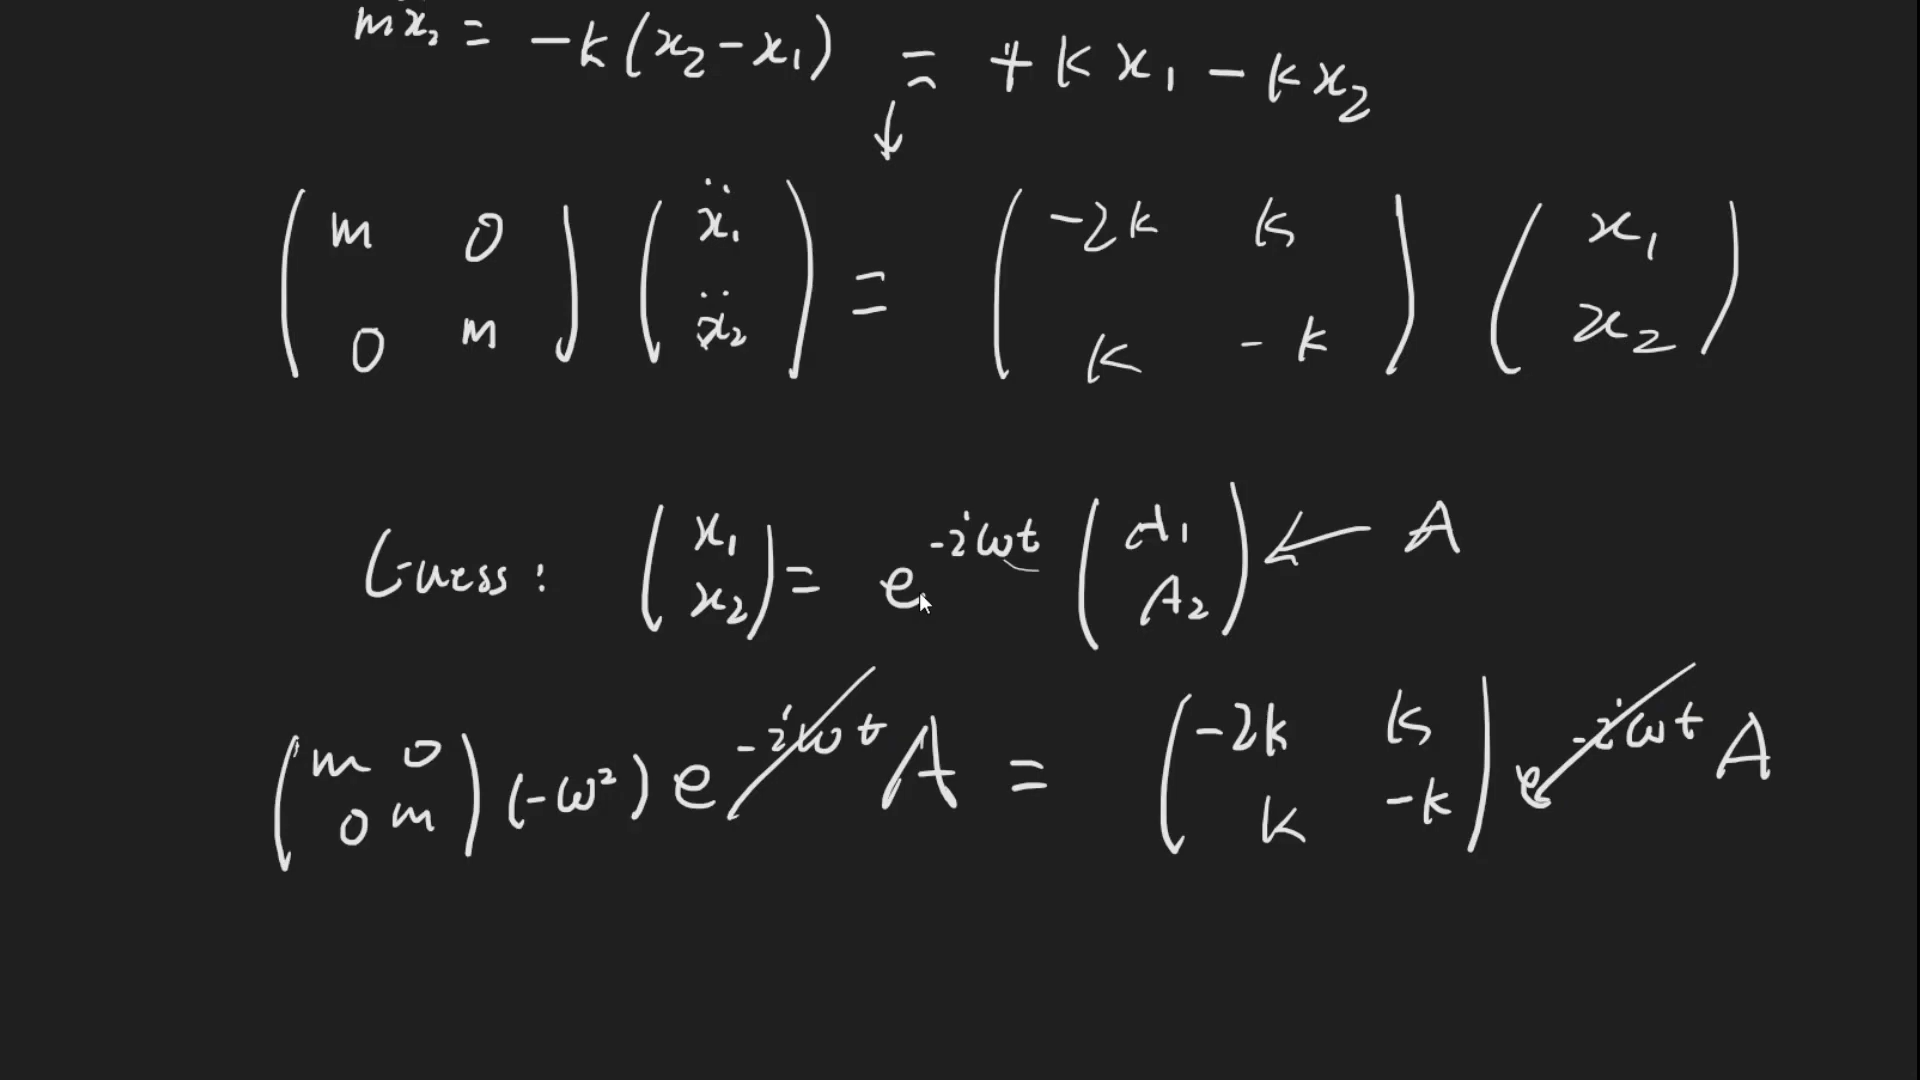 mẍ₂ = -k(x₂-x₁) = +kx₁ - kx₂
↓
(m 0; 0 m) (ẍ₁; ẍ₂) = (-2k k; k -k) (x₁; x₂)
Guess: (x₁; x₂) = e^{-iωt} (A₁; A₂) ← A
(m 0; 0 m) (-ω²) e^{-iωt} A = (-2k k; k -k) e^{-iωt} A